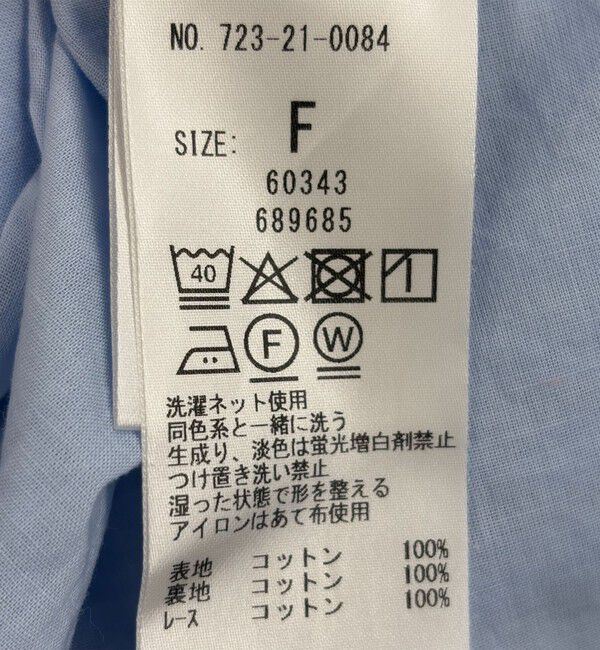 NO. 723-21-0084
SIZE: F
60343
689685
40
F W
洗濯ネット使用
同色系と一緒に洗う
生成り、淡色は蛍光増白剤禁止
つけ置き洗い禁止
湿った状態で形を整える
アイロンはあて布使用
表地 コットン 100%
裏地 コットン 100%
レース コットン 100%